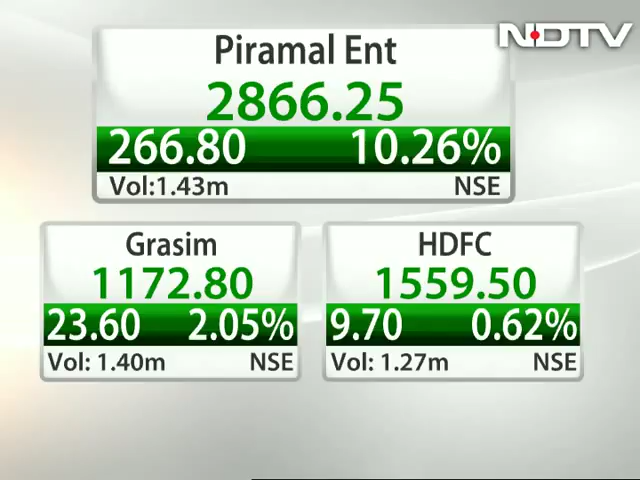 NDTV
Piramal Ent
2866.25
266.80 10.26%
Vol:1.43m NSE
Grasim
1172.80
23.60 2.05%
Vol: 1.40m NSE
HDFC
1559.50
9.70 0.62%
Vol: 1.27m NSE